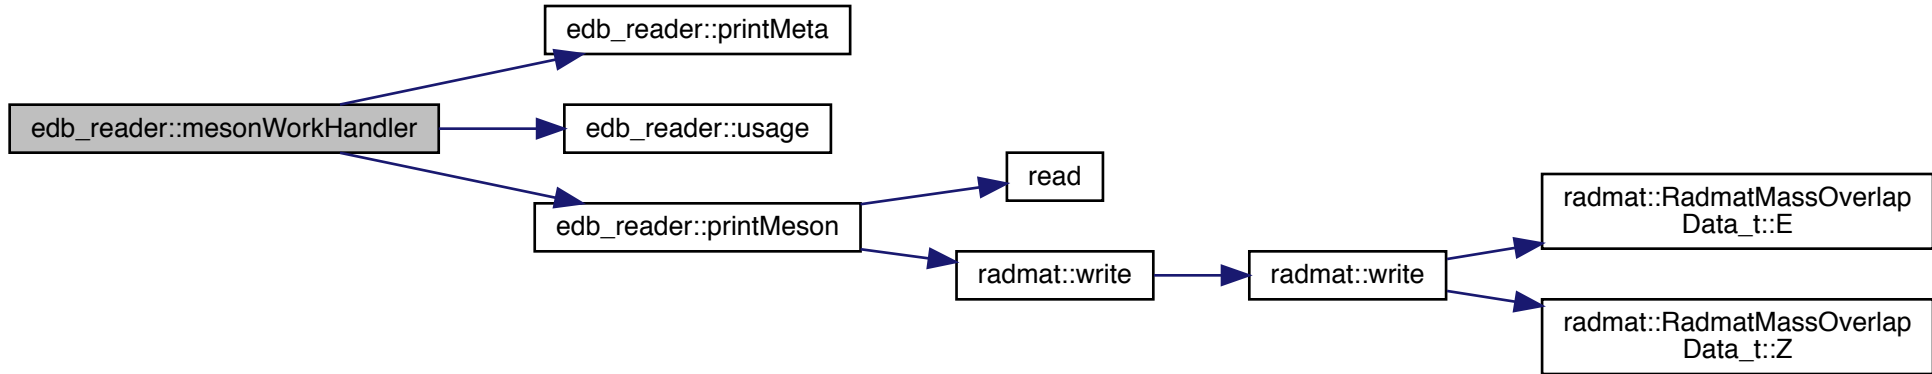 edb_reader::printMeta
edb_reader::mesonWorkHandler
edb_reader::usage
edb_reader::printMeson
read
radmat::write
radmat::write
radmat::RadmatMassOverlap
Data_t::E
radmat::RadmatMassOverlap
Data_t::Z